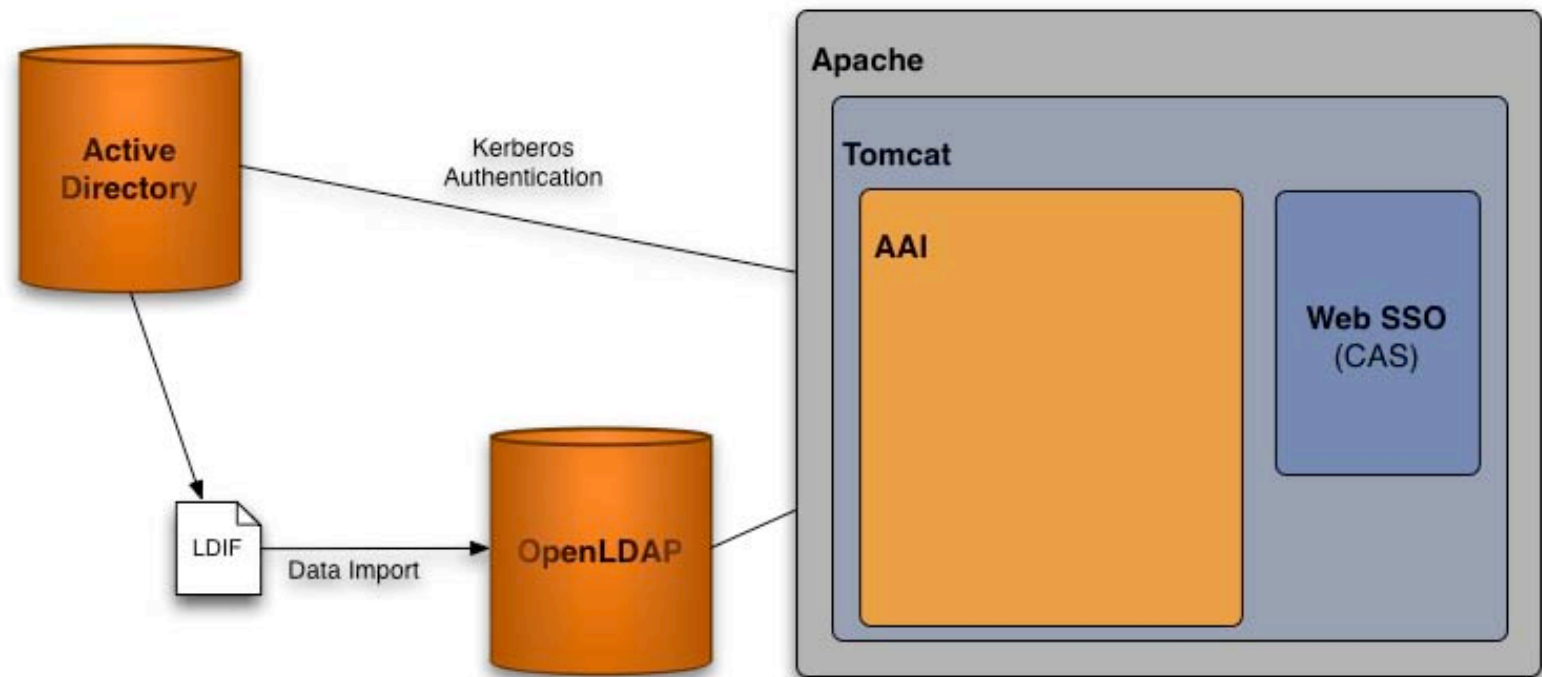 Active
Directory
Kerberos
Authentication
LDIF
Data Import
OpenLDAP
Apache
Tomcat
AAI
Web SSO
(CAS)